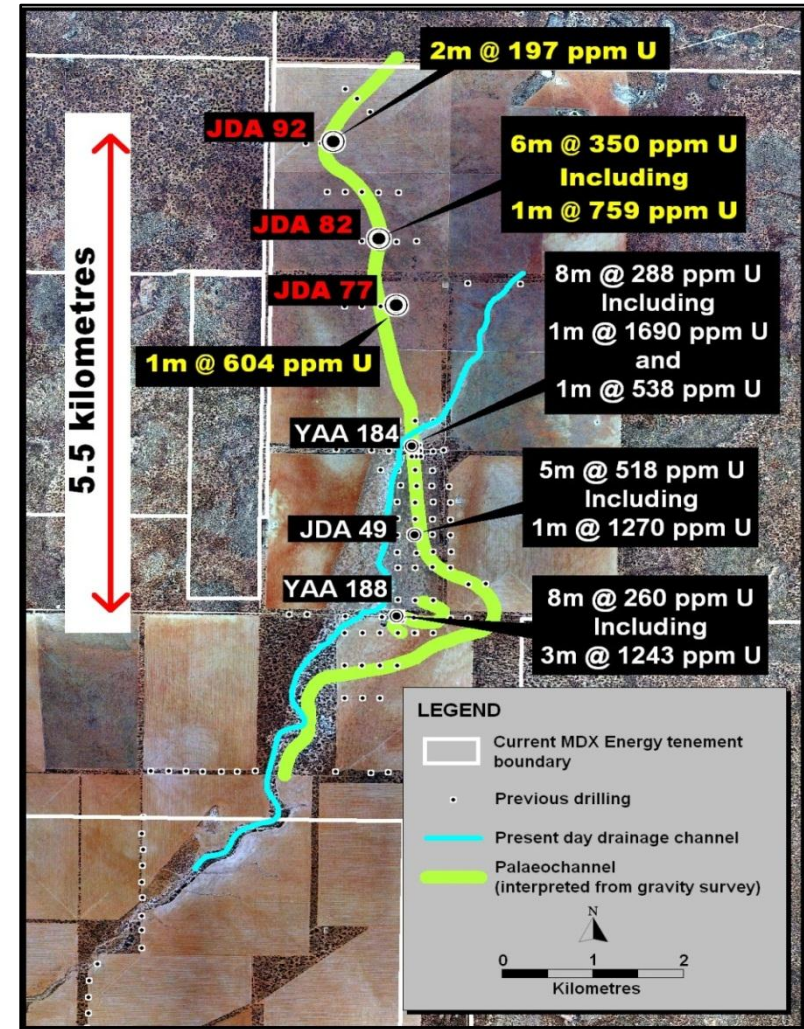 2m @ 197 ppm U
JDA 92
6m @ 350 ppm U
Including
1m @ 759 ppm U
JDA 82
8m @ 288 ppm U
Including
1m @ 1690 ppm U
and
1m @ 538 ppm U
JDA 77
1m @ 604 ppm U
5.5 kilometres
YAA 184
5m @ 518 ppm U
Including
1m @ 1270 ppm U
JDA 49
YAA 188
8m @ 260 ppm U
Including
3m @ 1243 ppm U
LEGEND
Current MDX Energy tenement
boundary
Previous drilling
Present day drainage channel
Palaeochannel
(interpreted from gravity survey)
N
0 1 2
Kilometres